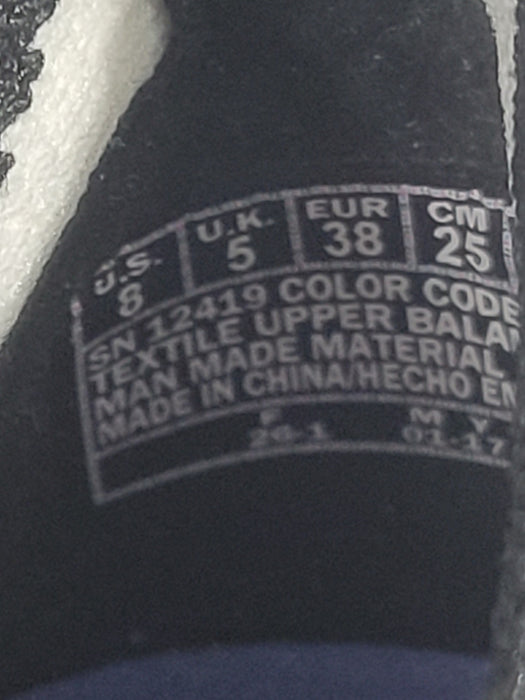 U.S. U.K. EUR CM
8 5 38 25
SN 12419 COLOR CODE
TEXTILE UPPER BALA
MAN MADE MATERIAL
MADE IN CHINA/HECHO EN
F M Y
26-1 01-17